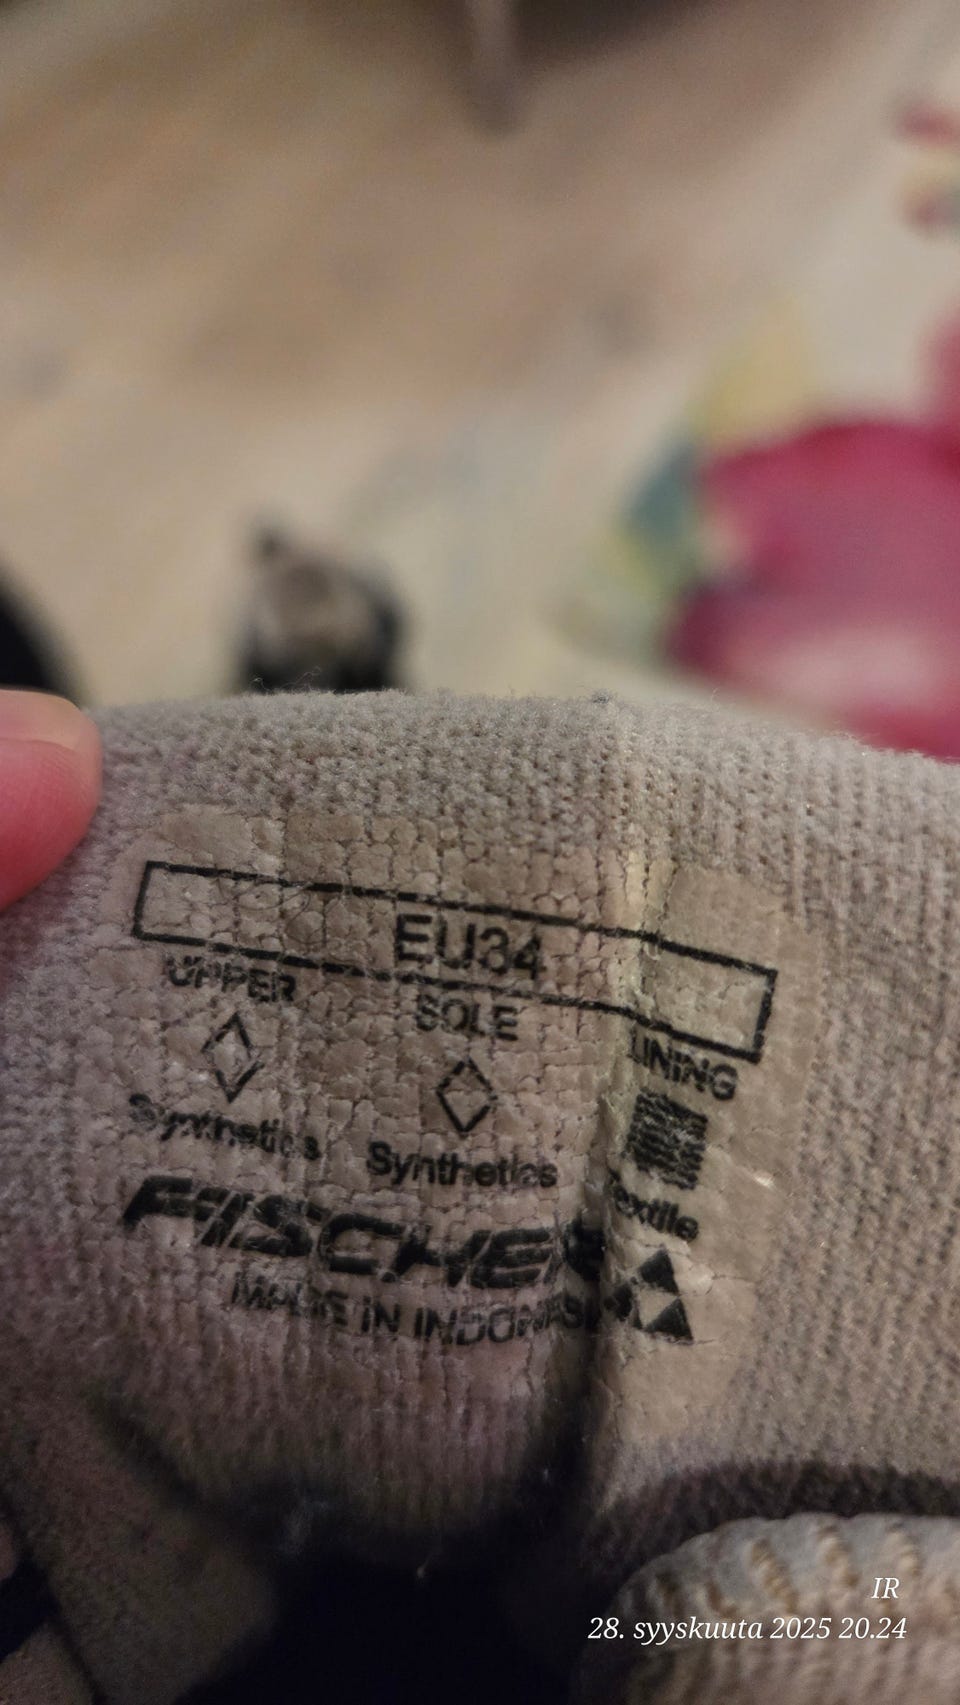 EU34
UPPER
SOLE
LINING
Synthetics
Synthetics
Textile
FISCHER
MADE IN INDONESIA
IR
28. syyskuuta 2025 20.24